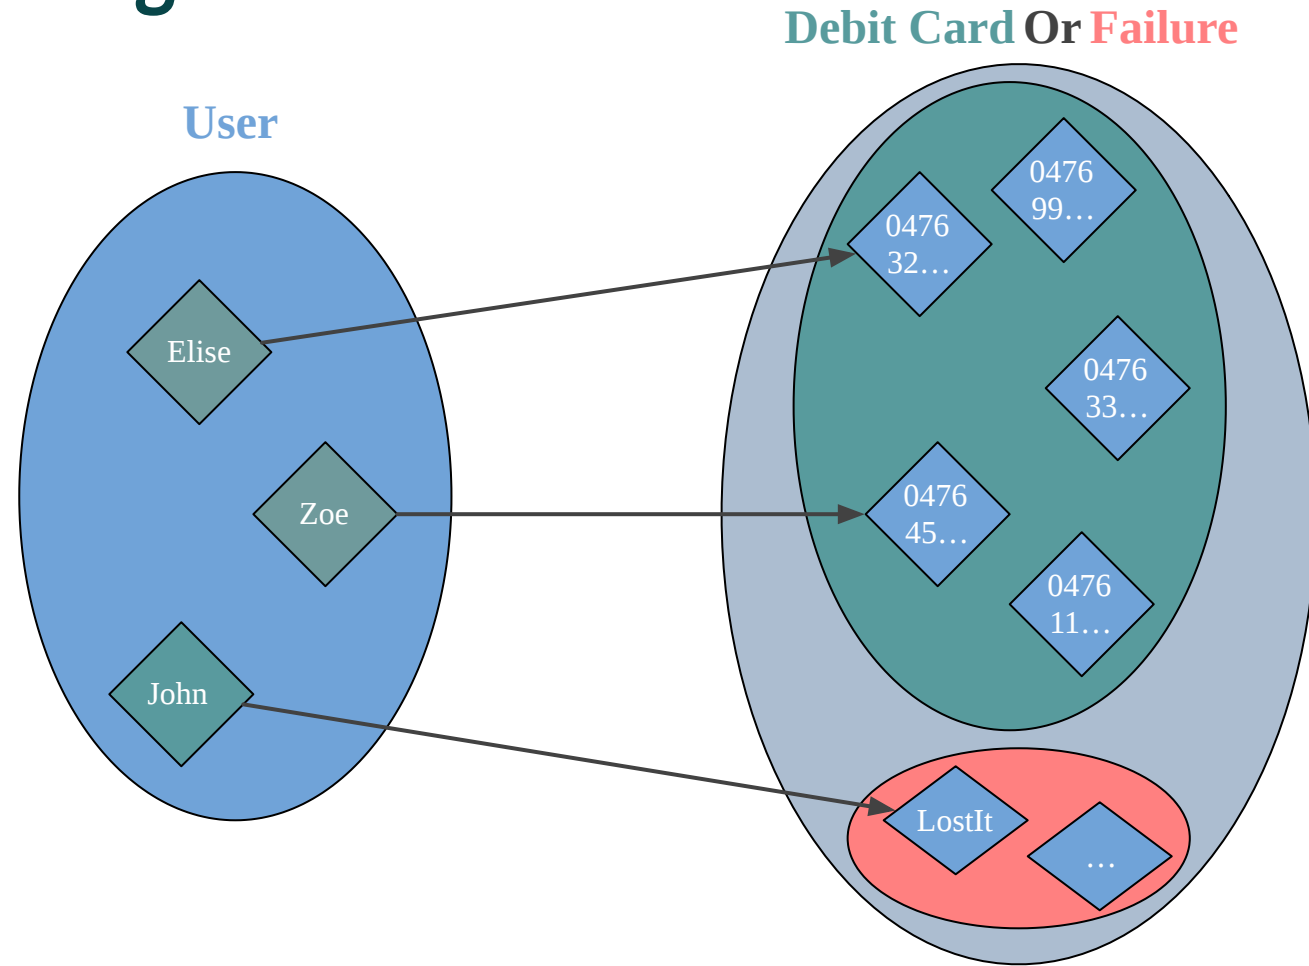 Debit Card Or Failure
User
0476
99…
0476
32…
Elise
0476
33…
0476
45…
Zoe
0476
11…
John
LostIt
…